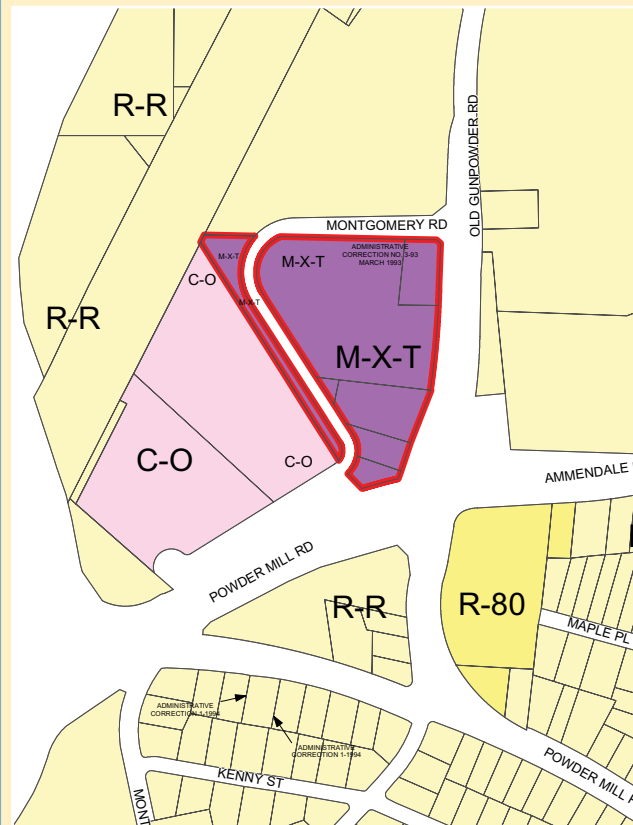 R-R
OLD GUNPOWDER RD
MONTGOMERY RD
ADMINISTRATIVE
CORRECTION NO. 3-93
MARCH 1993
M-X-T
M-X-T
C-O
M-X-T
R-R
M-X-T
C-O
C-O
AMMENDALE
POWDER MILL RD
R-R
R-80
MAPLE PL
ADMINISTRATIVE
CORRECTION 1-1994
ADMINISTRATIVE
CORRECTION 1-1994
KENNY ST
POWDER MILL R
MONT